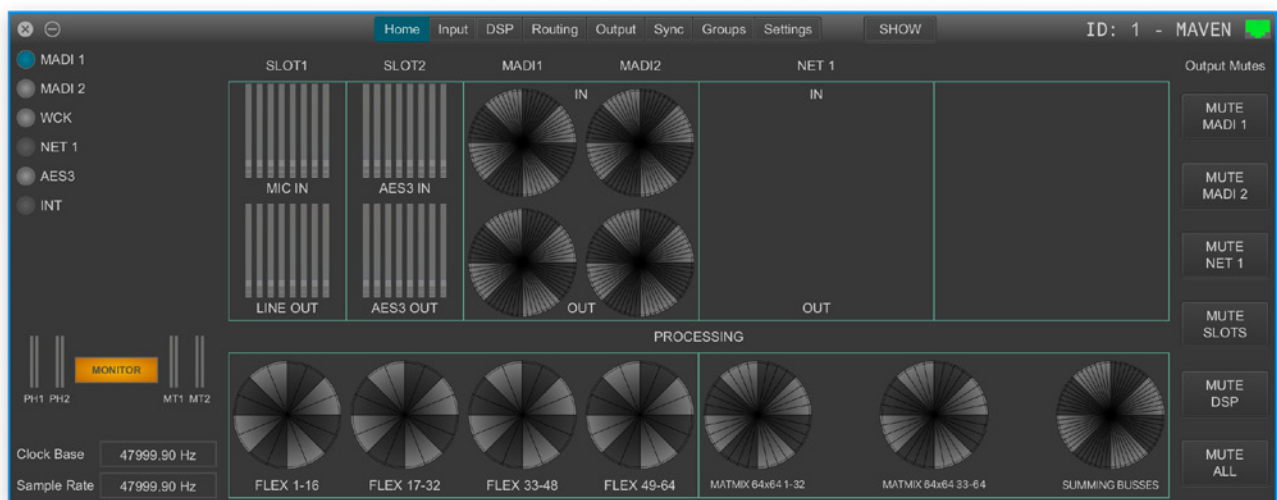 Home Input DSP Routing Output Sync Groups Settings SHOW ID: 1 - MAVEN
MADI 1
MADI 2
WCK
NET 1
AES3
INT
SLOT1 SLOT2 MADI1 MADI2 NET 1
IN IN
MIC IN AES3 IN
LINE OUT AES3 OUT OUT OUT
PROCESSING
MONITOR
PH1 PH2 MT1 MT2
Clock Base 47999.90 Hz
Sample Rate 47999.90 Hz
FLEX 1-16 FLEX 17-32 FLEX 33-48 FLEX 49-64 MATMIX 64x64 1-32 MATMIX 64x64 33-64 SUMMING BUSSES
Output Mutes
MUTE
MADI 1
MUTE
MADI 2
MUTE
NET 1
MUTE
SLOTS
MUTE
DSP
MUTE
ALL